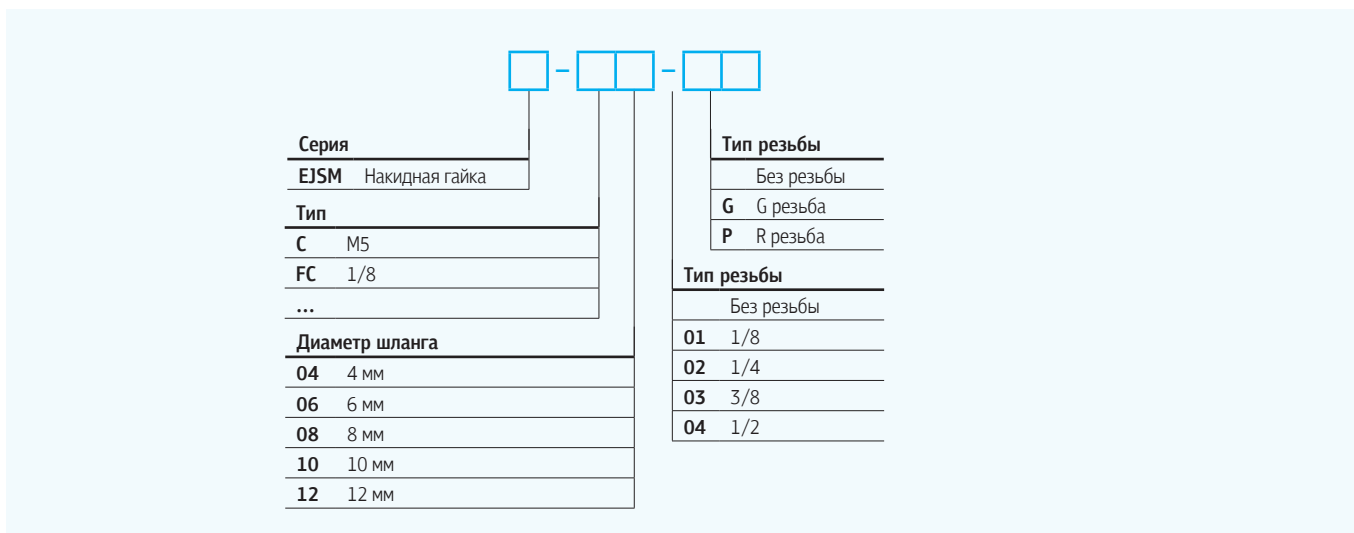 –
–
Серия
EJSM Накидная гайка
Тип
C M5
FC 1/8
...
Диаметр шланга
04 4 мм
06 6 мм
08 8 мм
10 10 мм
12 12 мм
Тип резьбы
Без резьбы
G G резьба
P R резьба
Тип резьбы
Без резьбы
01 1/8
02 1/4
03 3/8
04 1/2